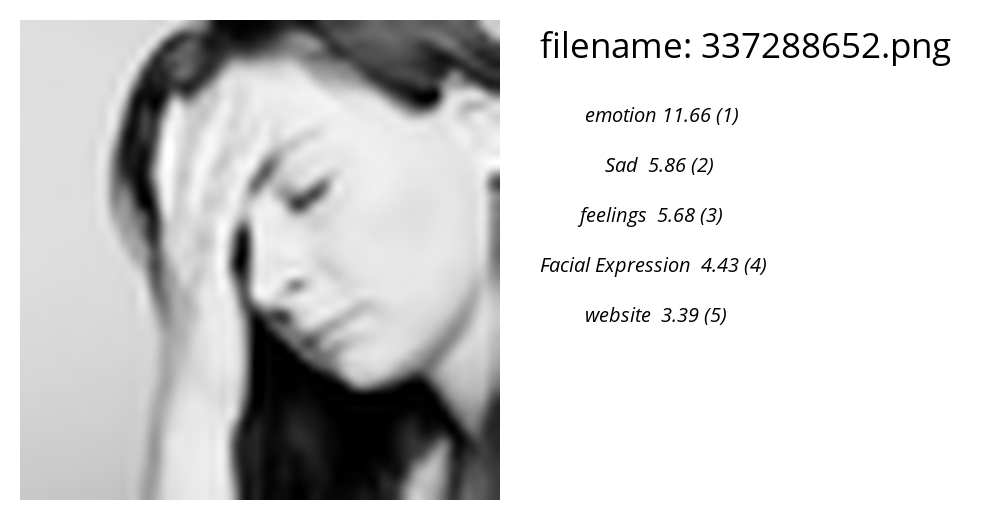 filename: 337288652.png
emotion 11.66 (1)
Sad 5.86 (2)
feelings 5.68 (3)
Facial Expression 4.43 (4)
website 3.39 (5)